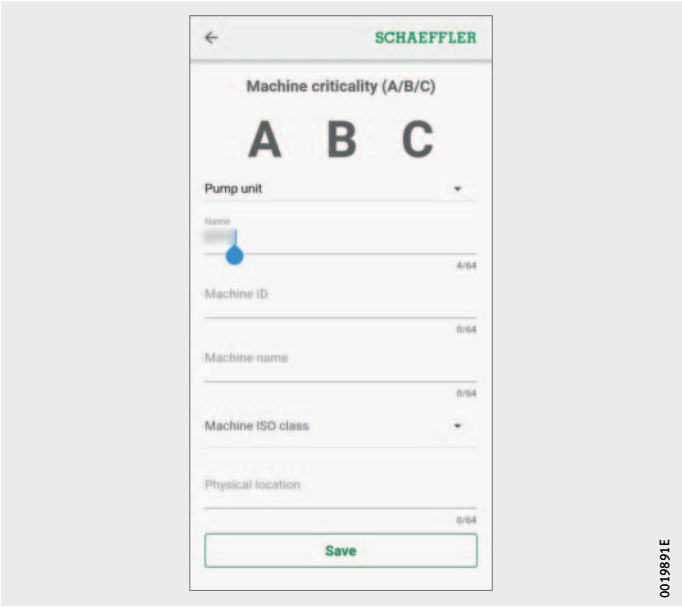 SCHAEFFLER
Machine criticality (A/B/C)
A B C
Pump unit
Name
4/64
Machine ID
0/64
Machine name
0/64
Machine ISO class
Physical location
0/64
Save
0019891E